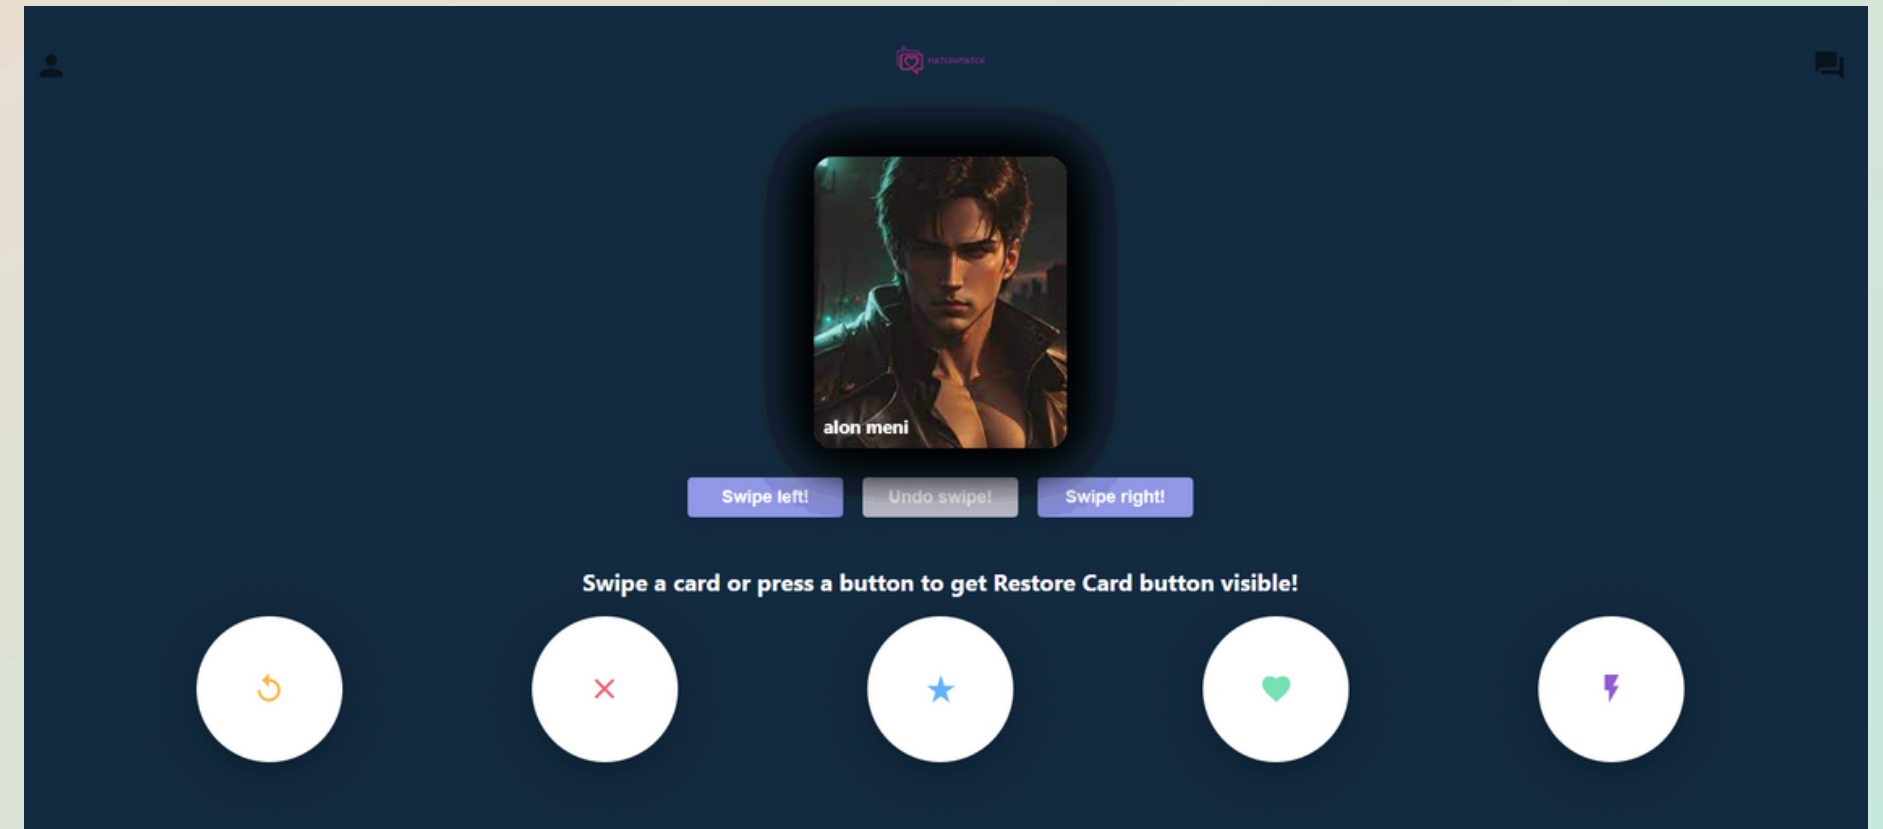 MATCHMATCH
alon meni
Swipe left!
Undo swipe!
Swipe right!
Swipe a card or press a button to get Restore Card button visible!